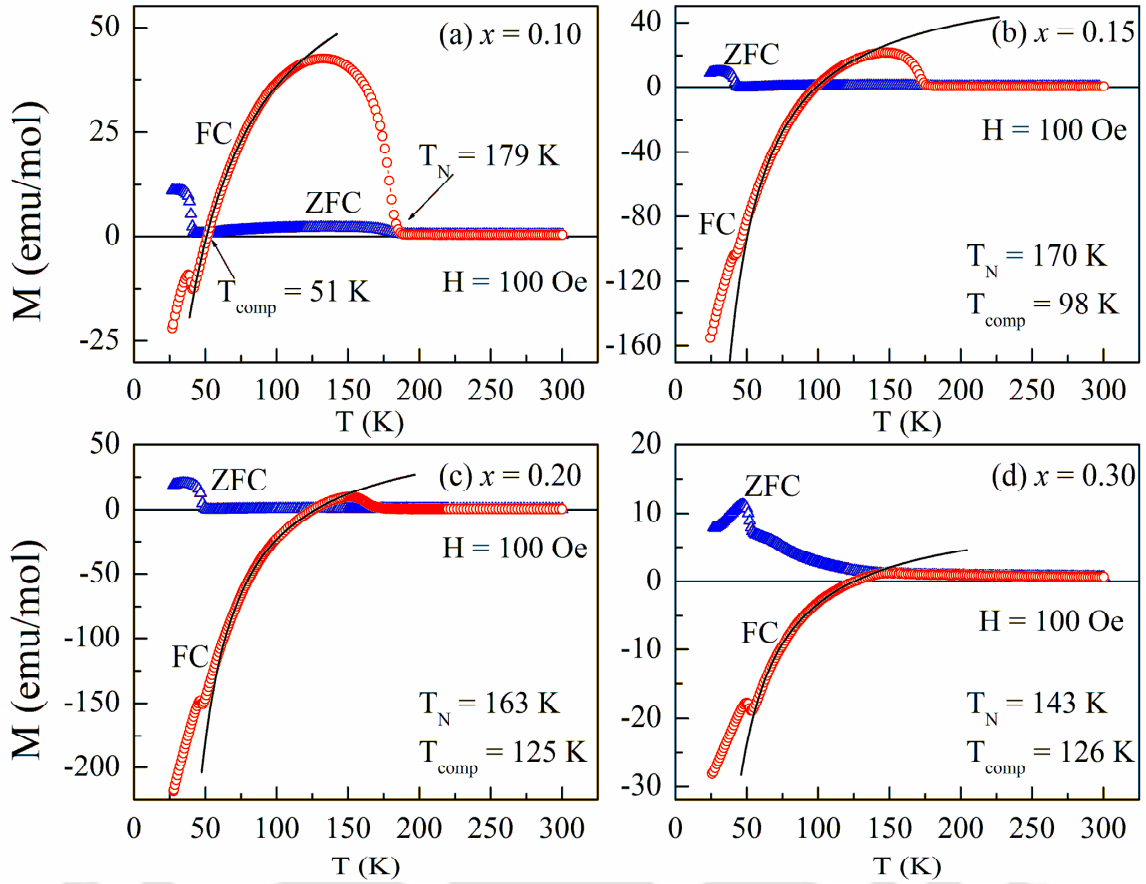 (a) x = 0.10
M (emu/mol)
50
25
0
-25
FC
ZFC
T_N = 179 K
T_comp = 51 K
H = 100 Oe
0 50 100 150 200 250 300
T (K)
(b) x = 0.15
40
0
-40
-80
-120
-160
ZFC
FC
H = 100 Oe
T_N = 170 K
T_comp = 98 K
0 50 100 150 200 250 300
T (K)
(c) x = 0.20
M (emu/mol)
50
0
-50
-100
-150
-200
ZFC
FC
H = 100 Oe
T_N = 163 K
T_comp = 125 K
0 50 100 150 200 250 300
T (K)
(d) x = 0.30
20
10
0
-10
-20
-30
ZFC
FC
H = 100 Oe
T_N = 143 K
T_comp = 126 K
0 50 100 150 200 250 300
T (K)